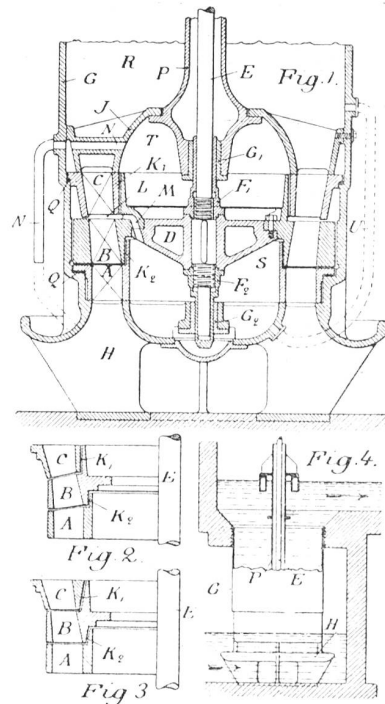 R
G
P
E
Fig. 1.
J
N
T
G₁
C
K₁
L
M
F₁
N
Q
D
U
B
K₂
S
Q
A
F₂
G₂
H
C
K₁
E
B
A
K₂
Fig. 2
Fig. 4.
C
K₁
E
B
G
P
E
A
K₂
H
Fig 3